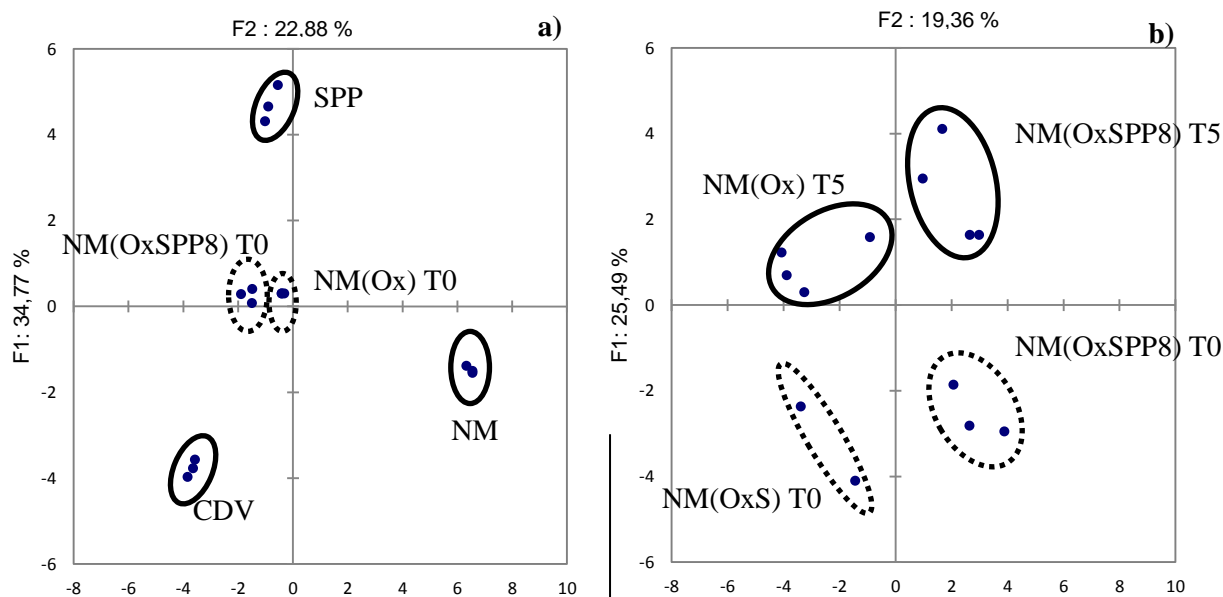 F2 : 22,88 %
a)
6
SPP
4
2
NM(OxSPP8) T0
NM(Ox) T0
0
F1: 34,77 %
-2
NM
-4
CDV
-6
-8 -6 -4 -2 0 2 4 6 8 10
F2 : 19,36 %
b)
6
4
NM(OxSPP8) T5
NM(Ox) T5
2
0
F1: 25,49 %
NM(OxSPP8) T0
-2
-4
NM(OxS) T0
-6
-8 -6 -4 -2 0 2 4 6 8 10